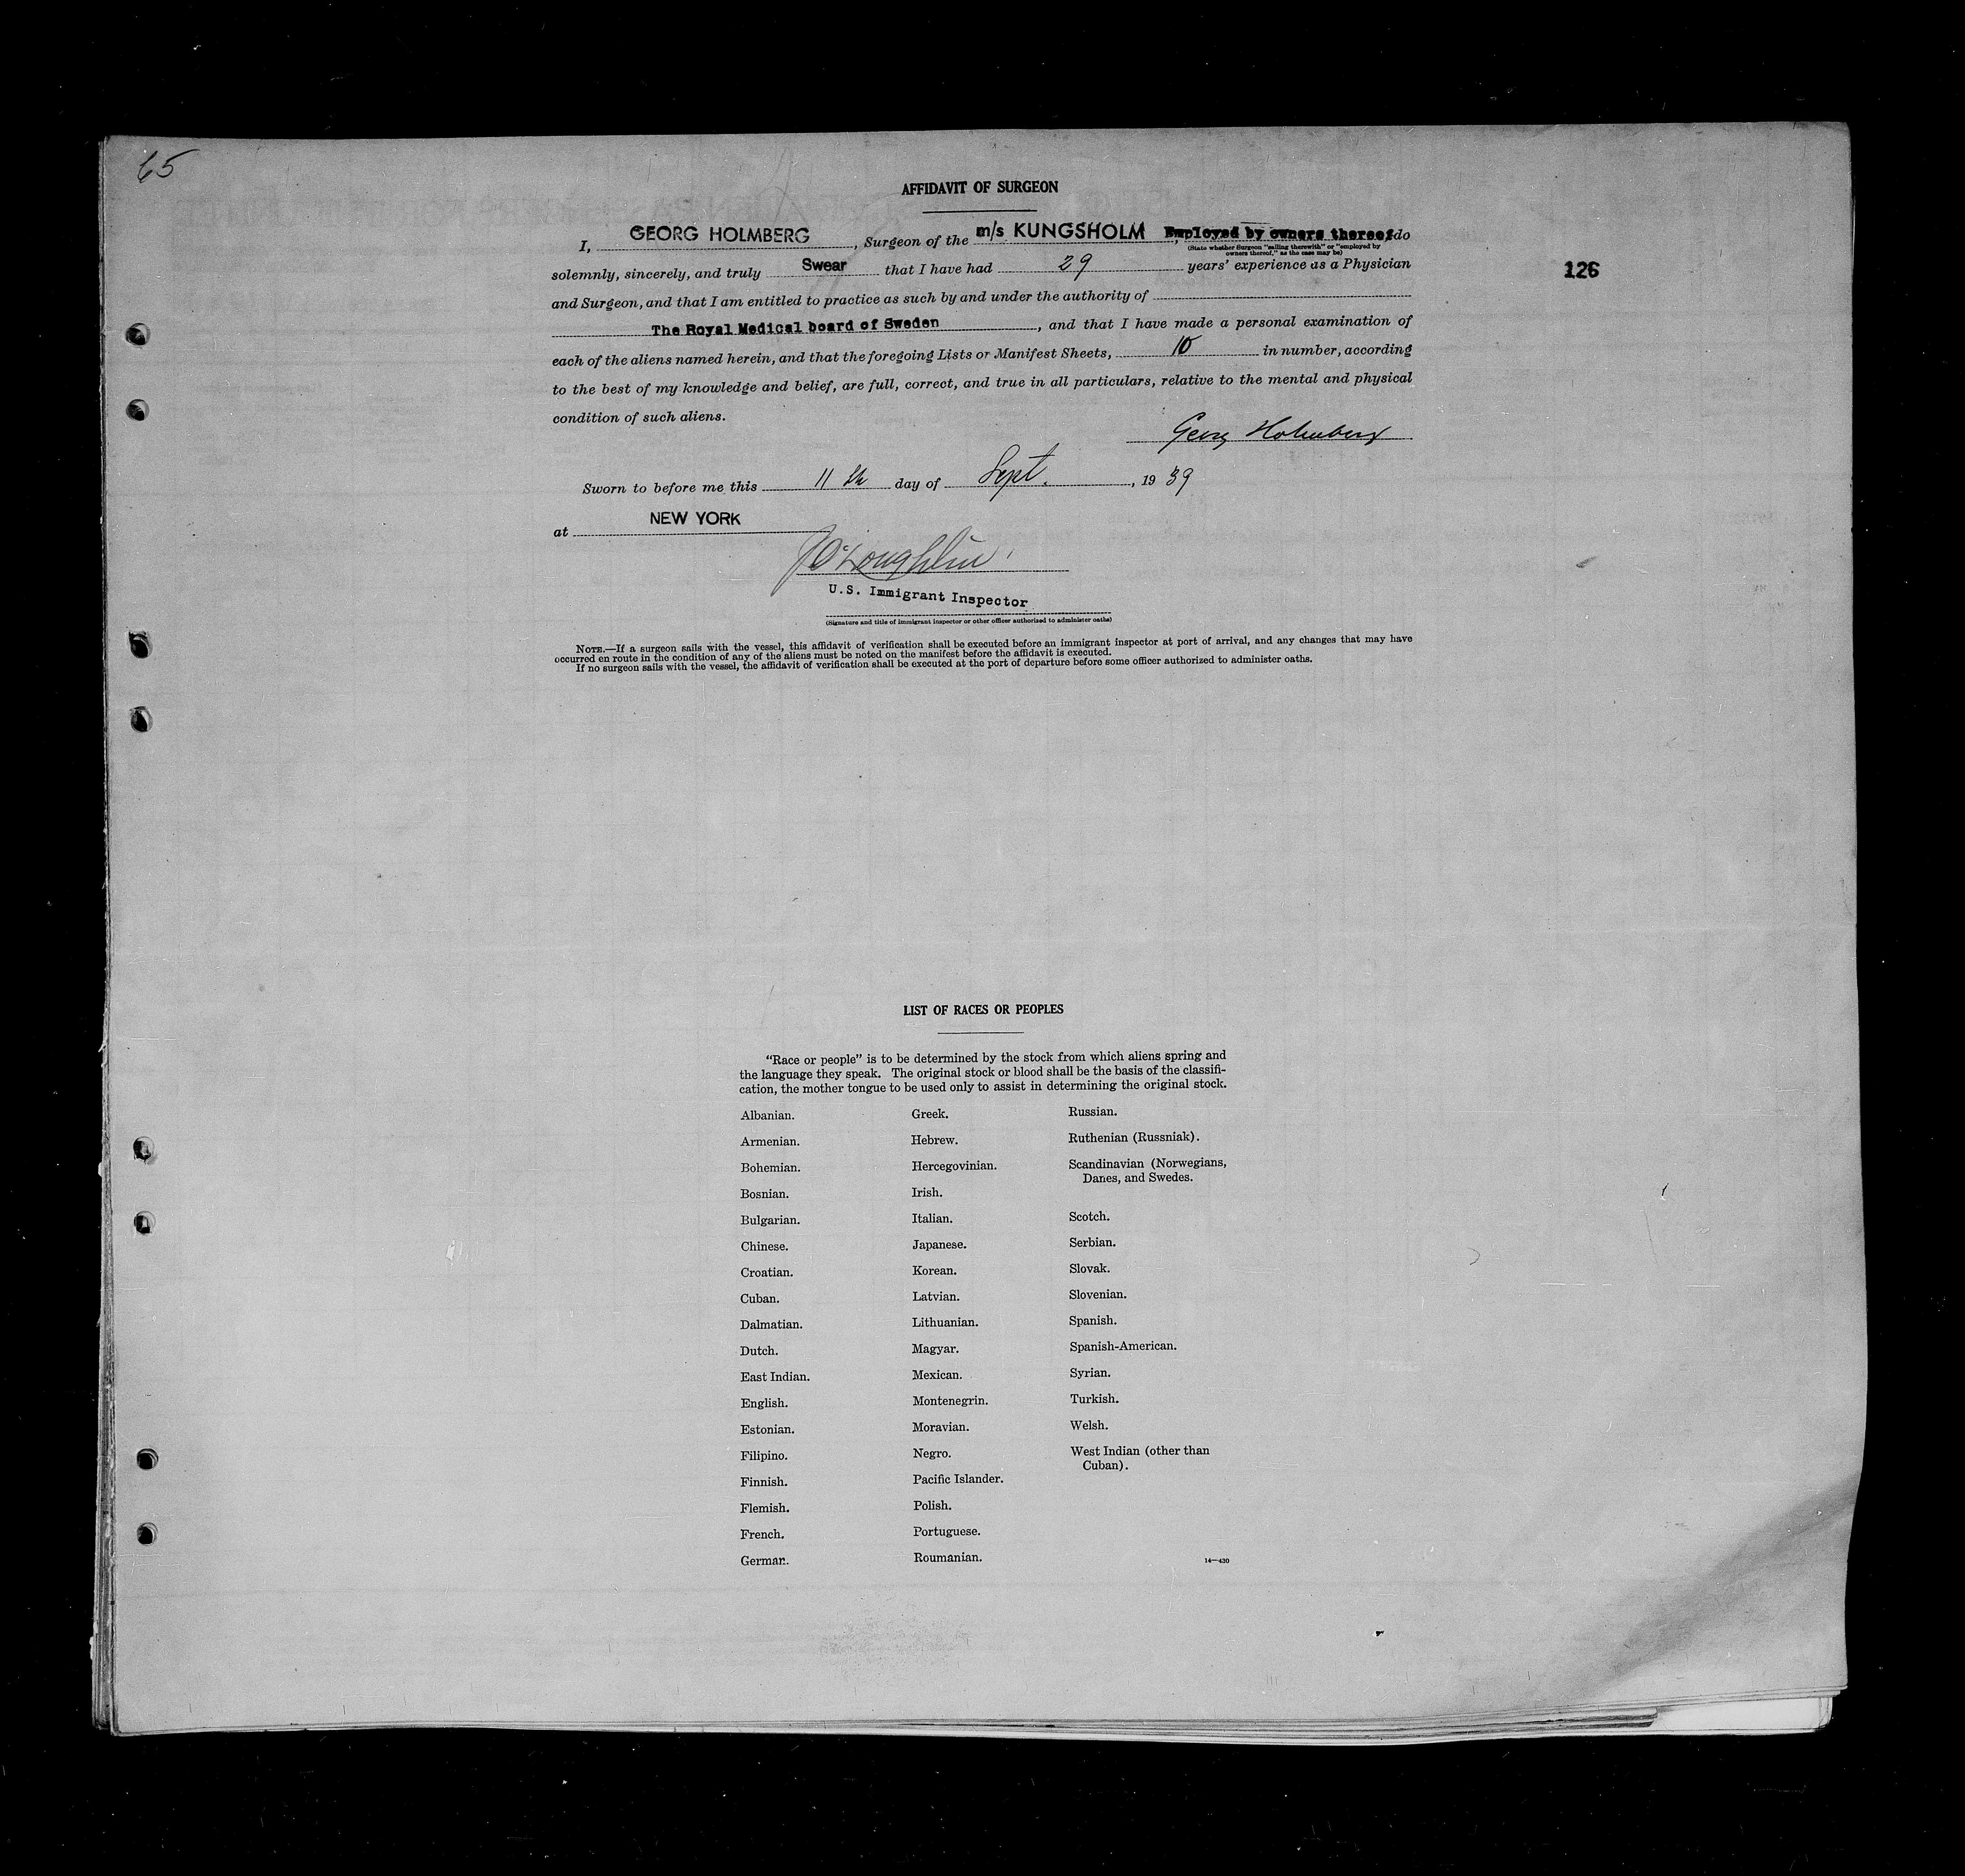 65
AFFIDAVIT OF SURGEON
I, GEORG HOLMBERG, Surgeon of the m/s KUNGSHOLM, Employed by owners thereof do
(State whether Surgeon "sailing therewith" or "employed by
owners thereof," as the case may be)
solemnly, sincerely, and truly Swear that I have had 29 years' experience as a Physician
126
and Surgeon, and that I am entitled to practice as such by and under the authority of
The Royal Medical board of Sweden, and that I have made a personal examination of
each of the aliens named herein, and that the foregoing Lists or Manifest Sheets, 10 in number, according
to the best of my knowledge and belief, are full, correct, and true in all particulars, relative to the mental and physical
condition of such aliens.
Georg Holmberg
Sworn to before me this 11th day of Sept., 1939
at NEW YORK
O'Loughlin
U.S. Immigrant Inspector
(Signature and title of immigrant inspector or other officer authorized to administer oaths)
NOTE.—If a surgeon sails with the vessel, this affidavit of verification shall be executed before an immigrant inspector at port of arrival, and any changes that may have
occurred en route in the condition of any of the aliens must be noted on the manifest before the affidavit is executed.
If no surgeon sails with the vessel, the affidavit of verification shall be executed at the port of departure before some officer authorized to administer oaths.
LIST OF RACES OR PEOPLES
"Race or people" is to be determined by the stock from which aliens spring and
the language they speak. The original stock or blood shall be the basis of the classifi-
cation, the mother tongue to be used only to assist in determining the original stock.
Albanian.
Armenian.
Bohemian.
Bosnian.
Bulgarian.
Chinese.
Croatian.
Cuban.
Dalmatian.
Dutch.
East Indian.
English.
Estonian.
Filipino.
Finnish.
Flemish.
French.
German.
Greek.
Hebrew.
Hercegovinian.
Irish.
Italian.
Japanese.
Korean.
Latvian.
Lithuanian.
Magyar.
Mexican.
Montenegrin.
Moravian.
Negro.
Pacific Islander.
Polish.
Portuguese.
Roumanian.
Russian.
Ruthenian (Russniak).
Scandinavian (Norwegians,
Danes, and Swedes.
Scotch.
Serbian.
Slovak.
Slovenian.
Spanish.
Spanish-American.
Syrian.
Turkish.
Welsh.
West Indian (other than
Cuban).
14—430